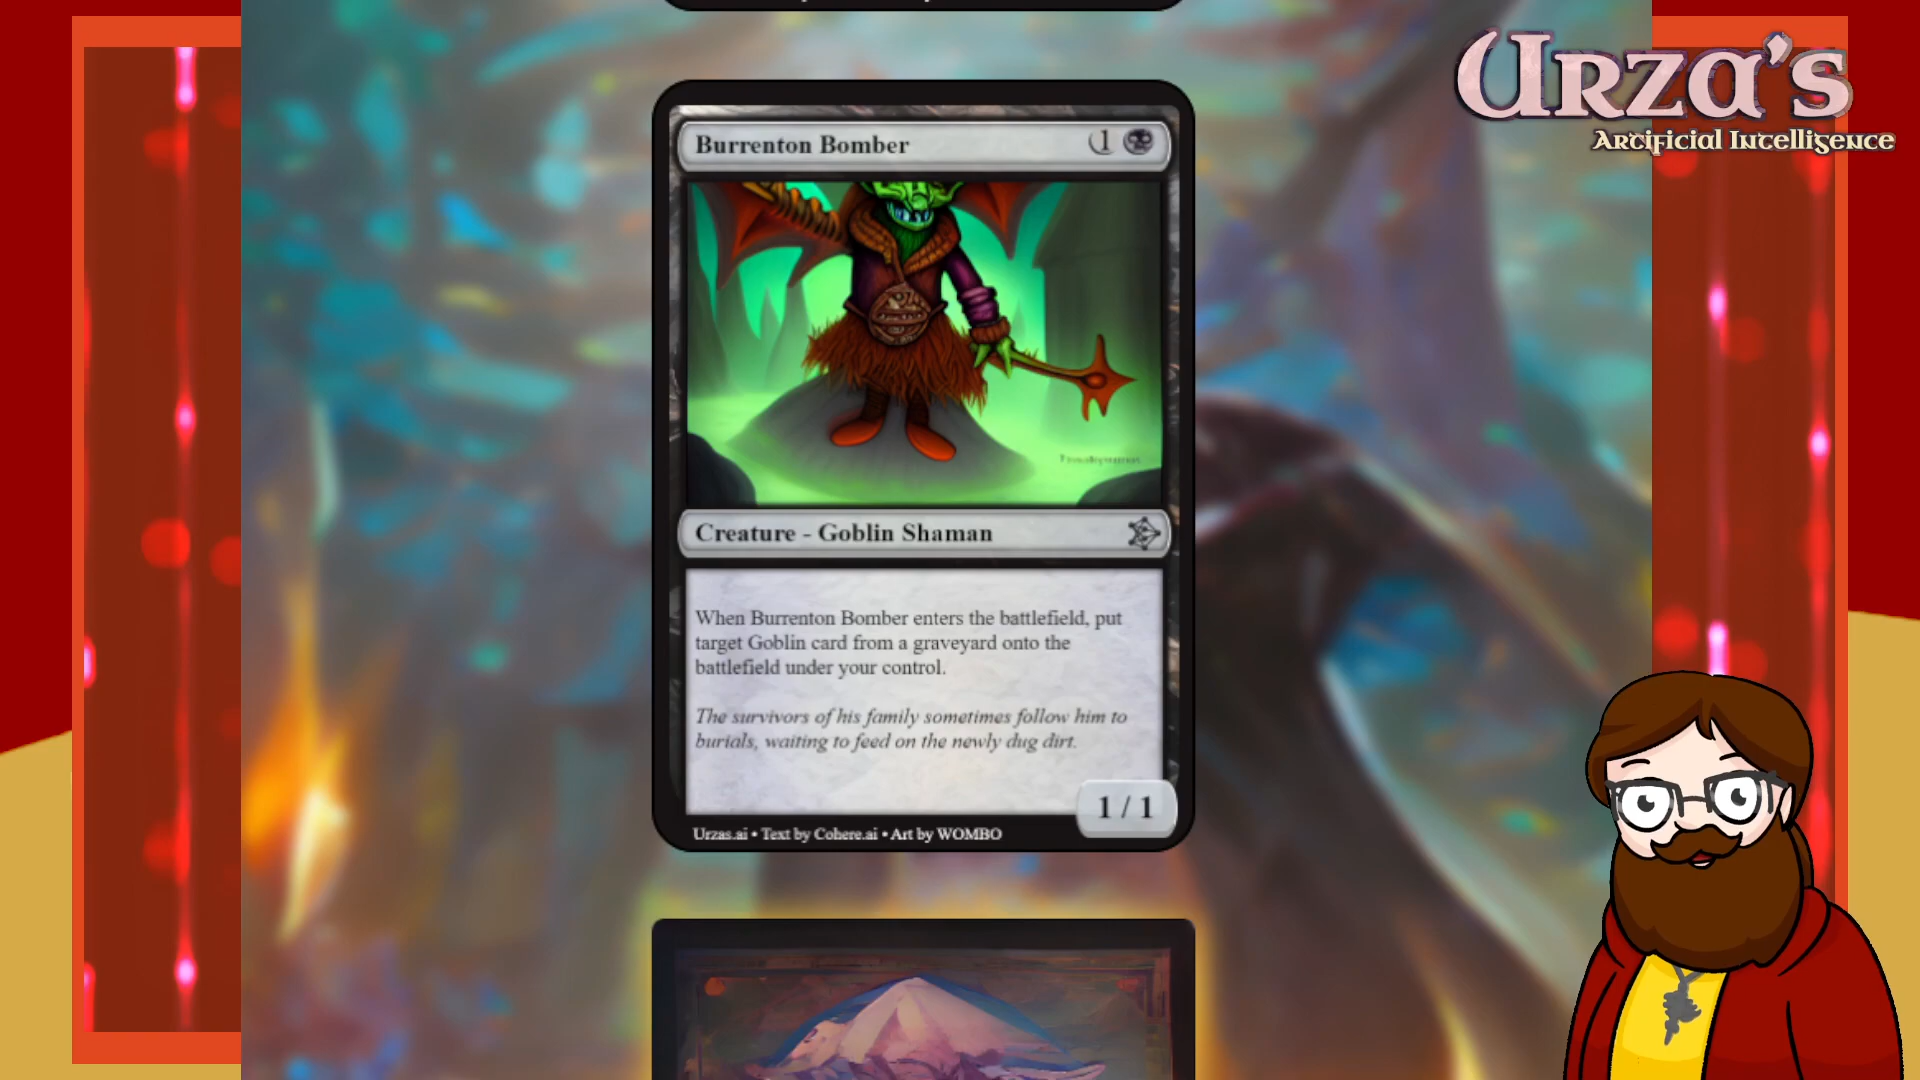 Urza's
Artificial Intelligence
Burrenton Bomber 1
Creature - Goblin Shaman
When Burrenton Bomber enters the battlefield, put
target Goblin card from a graveyard onto the
battlefield under your control.
The survivors of his family sometimes follow him to
burials, waiting to feed on the newly dug dirt.
1 / 1
Urzas.ai • Text by Cohere.ai • Art by WOMBO